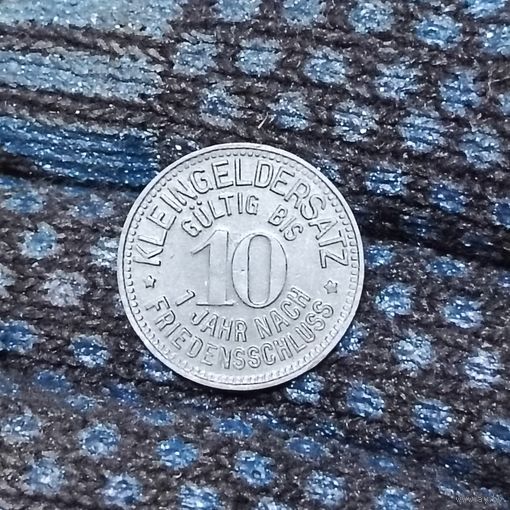 KLEINGELDERSATZ
GÜLTIG BIS
10
1 JAHR NACH
FRIEDENSSCHLUSS